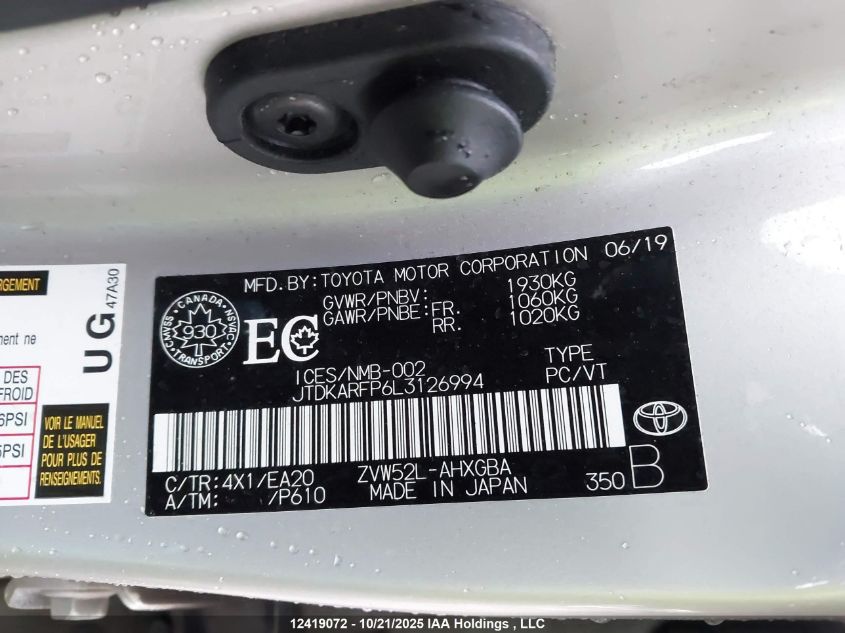 MFD.BY:TOYOTA MOTOR CORPORATION 06/19
GVWR/PNBV: 1930KG
GAWR/PNBE: FR. 1060KG
RR. 1020KG
CANADA
CMVSS NSVAC
930
TRANSPORT
EC
ICES/NMB-002
TYPE
JTDKARFP6L3126994 PC/VT
C/TR:4X1/EA20 ZVW52L-AHXGBA
A/TM: /P610 MADE IN JAPAN 350 B
RGEMENT
UG 47A30
ment ne
DES
FROID
6PSI
5PSI
VOIR LE MANUEL
DE L'USAGER
POUR PLUS DE
RENSEIGNEMENTS.
12419072 - 10/21/2025 IAA Holdings , LLC